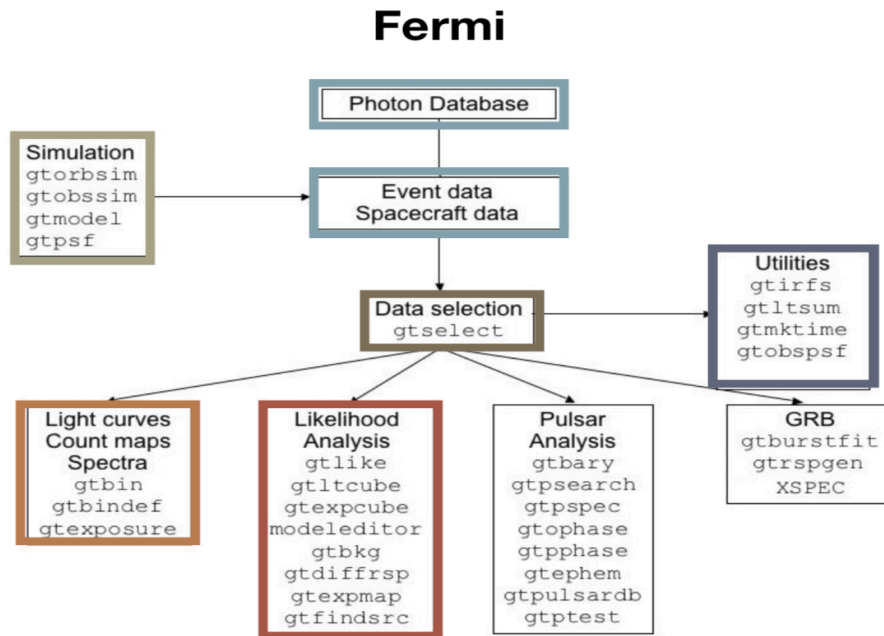 Fermi
Photon Database
Simulation
gtorbsim
gtobssim
gtmodel
gtpsf
Event data
Spacecraft data
Data selection
gtselect
Utilities
gtirfs
gtltsum
gtmktime
gtobspsf
Light curves
Count maps
Spectra
gtbin
gtbindef
gtexposure
Likelihood
Analysis
gtlike
gtltcube
gtexpcube
modeleditor
gtbkg
gtdiffrsp
gtexpmap
gtfindsrc
Pulsar
Analysis
gtbary
gtpsearch
gtpspec
gtophase
gtpphase
gtephem
gtpulsardb
gtptest
GRB
gtburstfit
gtrspgen
XSPEC